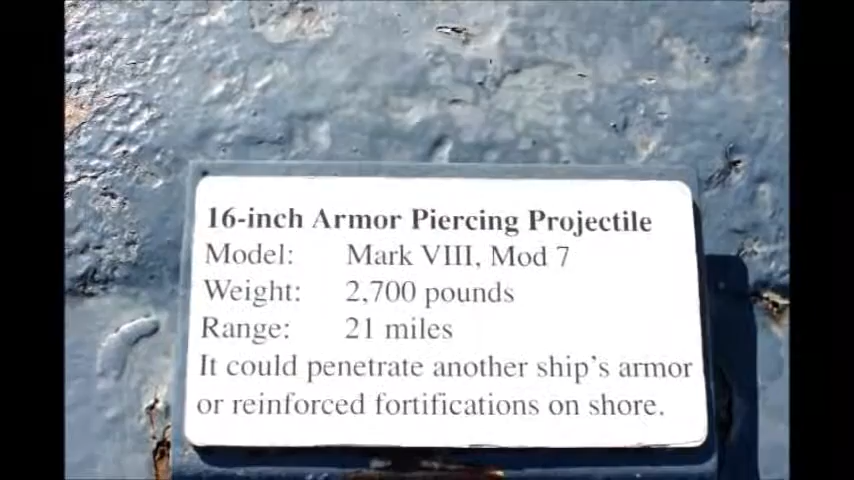 16-inch Armor Piercing Projectile
Model: Mark VIII, Mod 7
Weight: 2,700 pounds
Range: 21 miles
It could penetrate another ship's armor
or reinforced fortifications on shore.